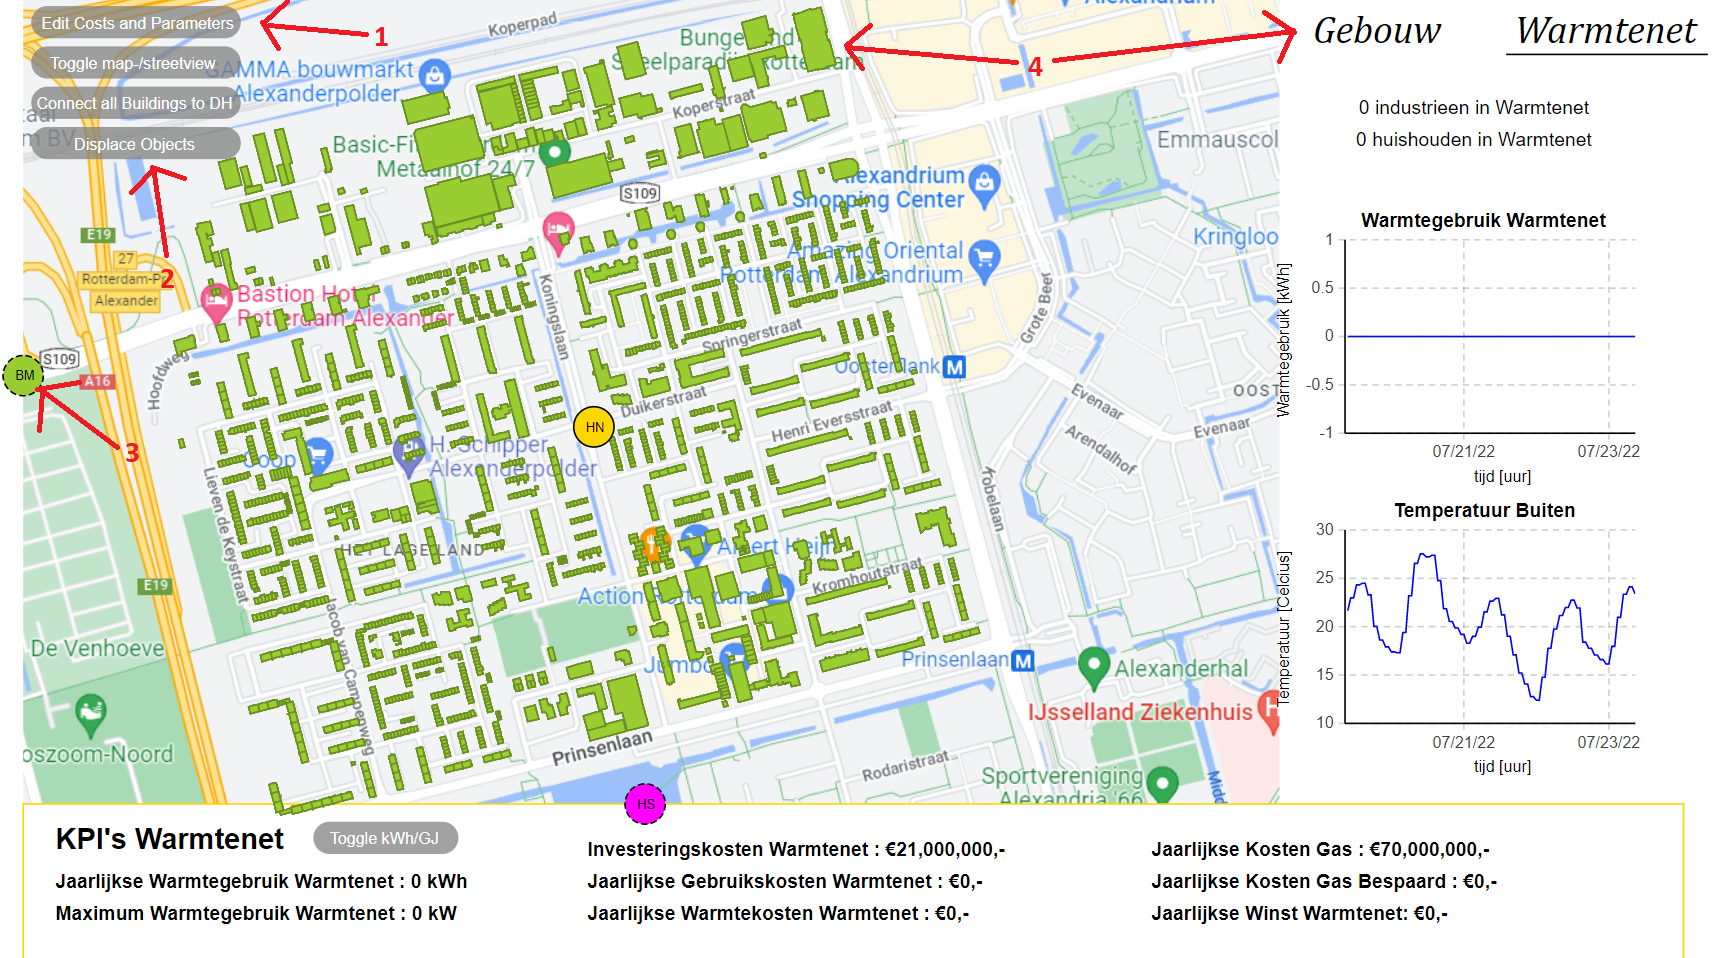 Edit Costs and Parameters
Toggle map-/streetview
Connect all Buildings to DH
Displace Objects
1
2
3
4
Koperpad
GAMMA bouwmarkt
Alexanderpolder
Koperstraat
Metaalhof 24/7
S109
Alexandrium
Shopping Center
Amazing Oriental
Rotterdam Alexandrium
Emmauscol
Kringloo
E19
27
Rotterdam-Pr
Alexander
Bastion Hotel
Rotterdam Alexander
Koningslaan
Springerstraat
Grote Beer
Oosterflank
M
S109
Hoofdweg
BM
A16
HN
Duikerstraat
Henri Eversstraat
Evenaar
Evenaar
OOST
Arendalhof
Coop
H. Schipper
Alexanderpolder
Lieven de Keystraat
Kobelaan
HET LAGE LAND
Albert Heijn
Kromhoutstraat
E19
Action Rotterdam
Jacob van Campenweg
De Venhoeve
Jumbo
Prinsenlaan
M
Alexanderhal
IJsselland Ziekenhuis
H
oszoom-Noord
Prinsenlaan
Rodaristraat
Sportvereniging
Alexandria '66
Midd
HS
Gebouw
Warmtenet
0 industrieen in Warmtenet
0 huishouden in Warmtenet
Warmtegebruik Warmtenet
Warmtegebruik [kWh]
1
0.5
0
-0.5
-1
07/21/22
07/23/22
tijd [uur]
Temperatuur Buiten
Temperatuur [Celcius]
30
25
20
15
10
07/21/22
07/23/22
tijd [uur]
KPI's Warmtenet
Toggle kWh/GJ
Jaarlijkse Warmtegebruik Warmtenet : 0 kWh
Maximum Warmtegebruik Warmtenet : 0 kW
Investeringskosten Warmtenet : €21,000,000,-
Jaarlijkse Gebruikskosten Warmtenet : €0,-
Jaarlijkse Warmtekosten Warmtenet : €0,-
Jaarlijkse Kosten Gas : €70,000,000,-
Jaarlijkse Kosten Gas Bespaard : €0,-
Jaarlijkse Winst Warmtenet: €0,-